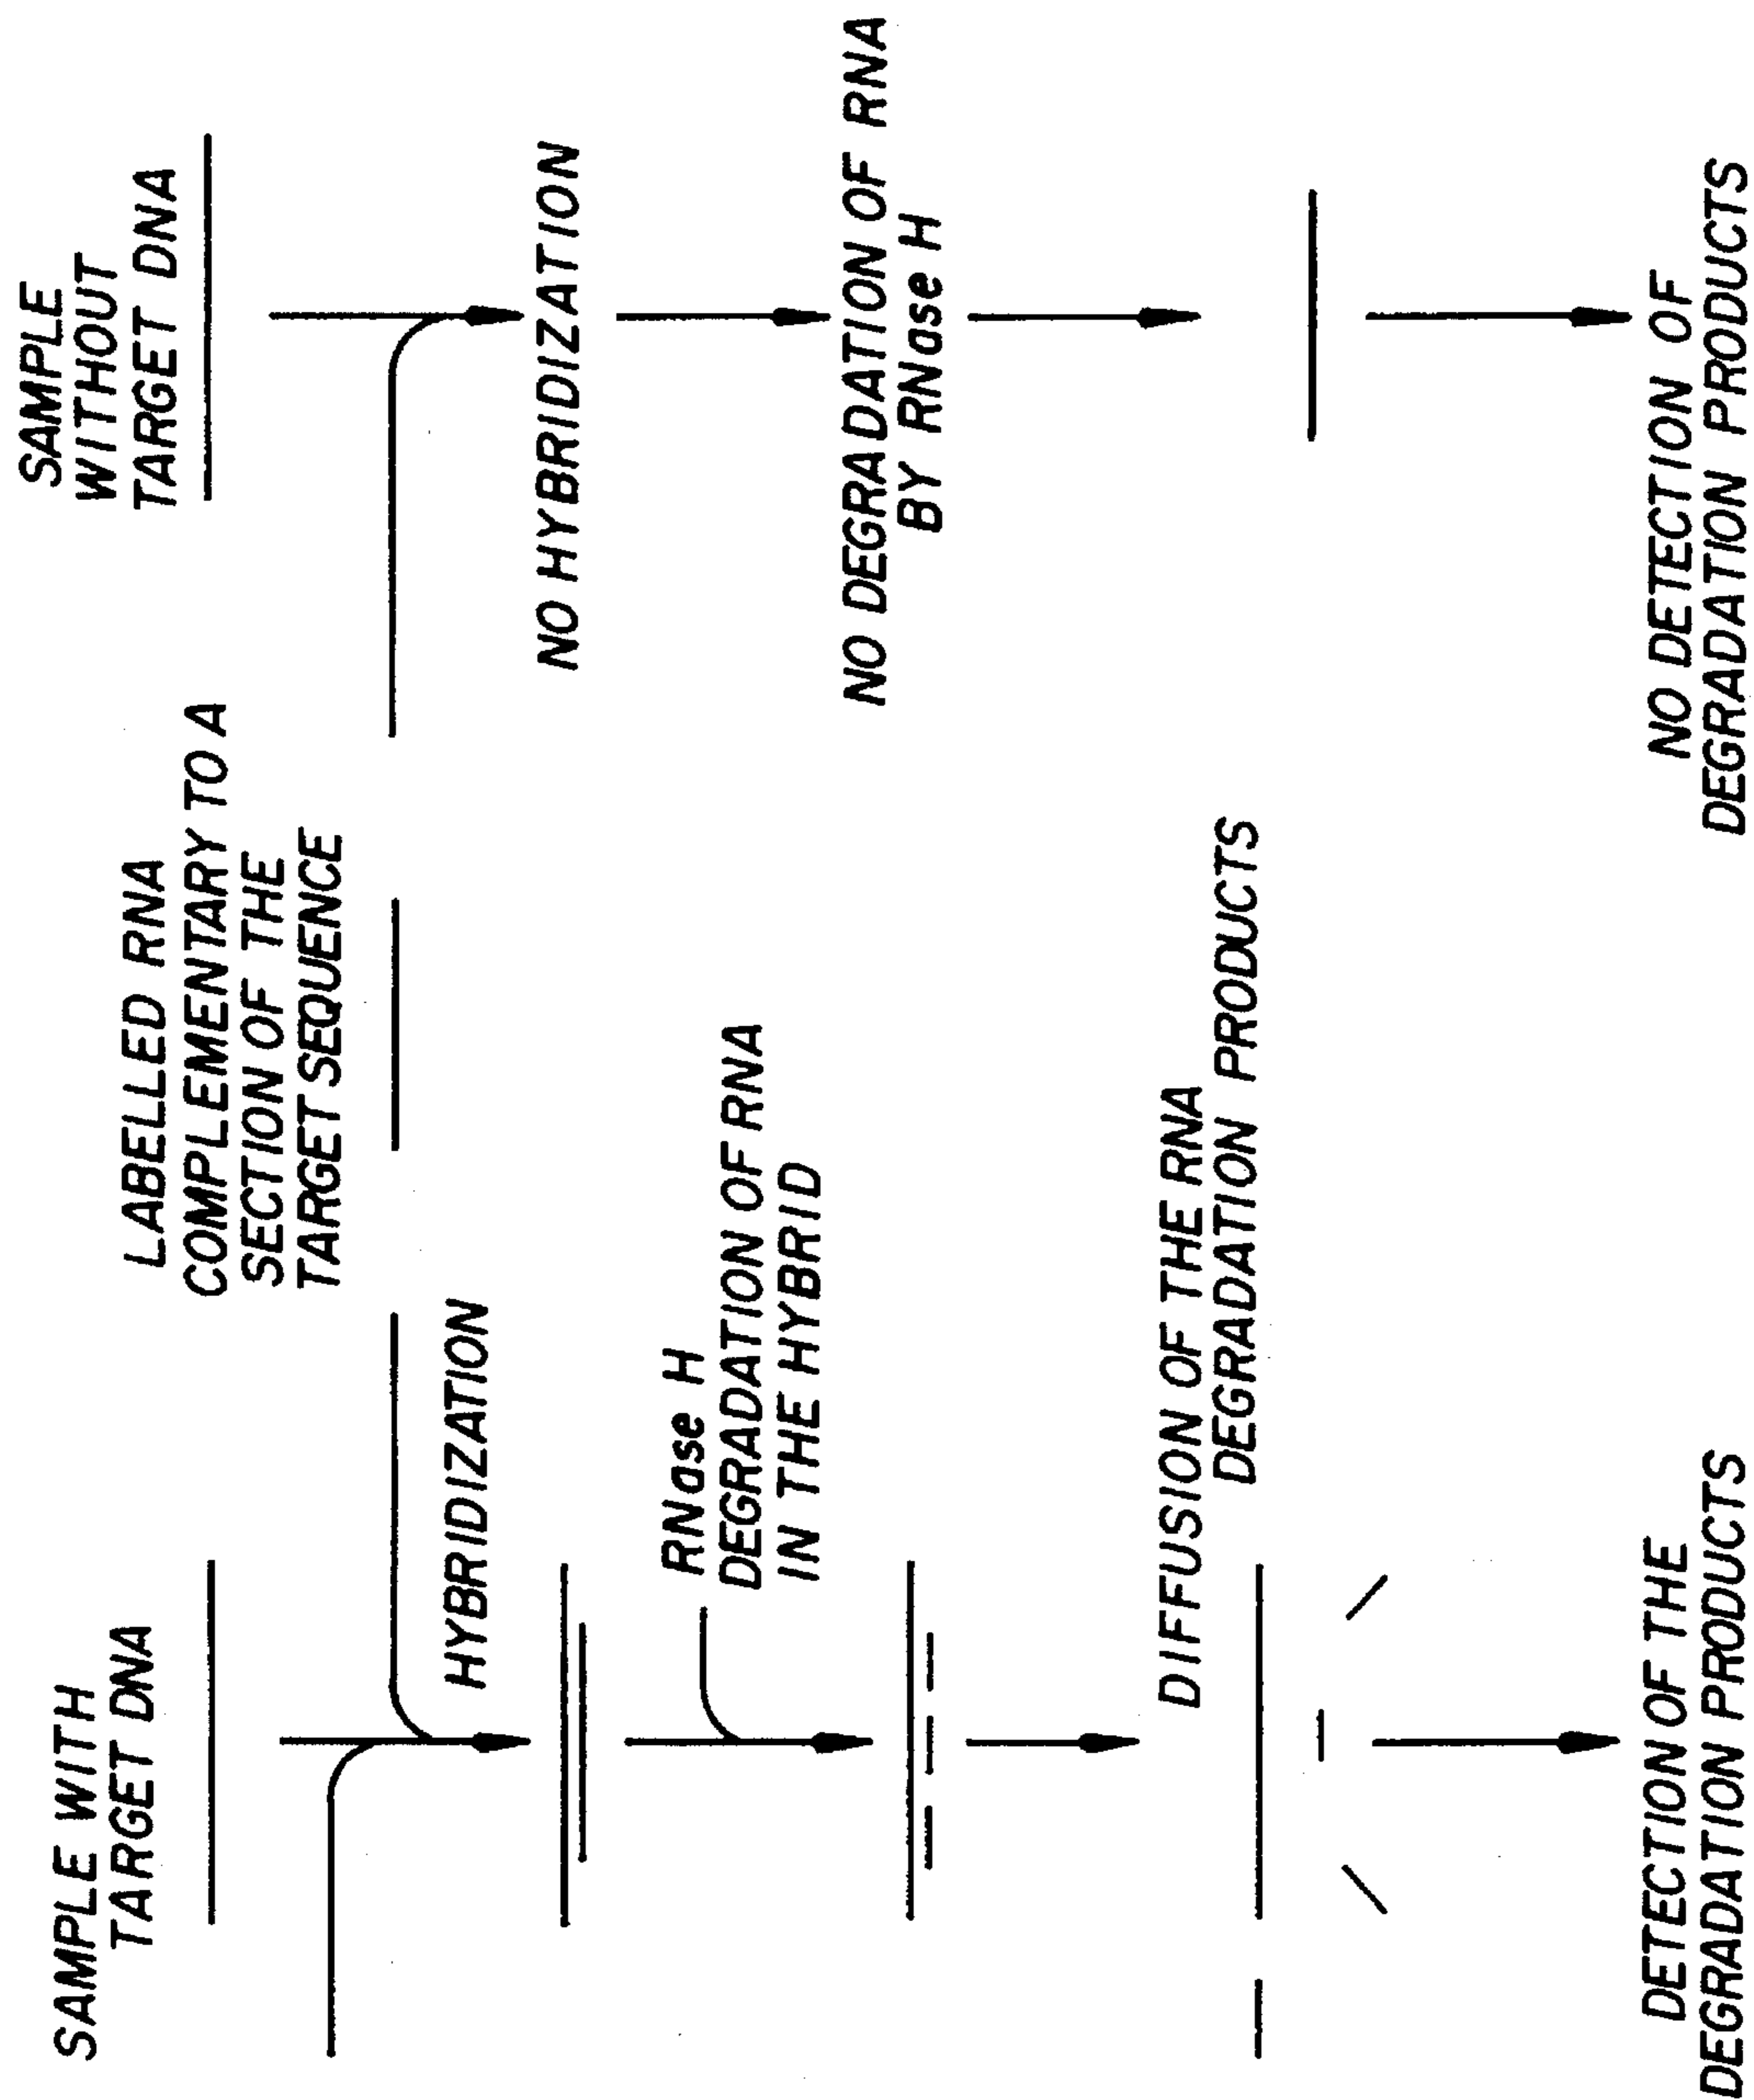 SAMPLE WITH
TARGET DNA
LABELLED RNA
COMPLEMENTARY TO A
SECTION OF THE
TARGET SEQUENCE
SAMPLE
WITHOUT
TARGET DNA
HYBRIDIZATION
NO HYBRIDIZATION
RNase H
DEGRADATION OF RNA
IN THE HYBRID
NO DEGRADATION OF RNA
BY RNase H
DIFFUSION OF THE RNA
DEGRADATION PRODUCTS
DETECTION OF THE
DEGRADATION PRODUCTS
NO DETECTION OF
DEGRADATION PRODUCTS